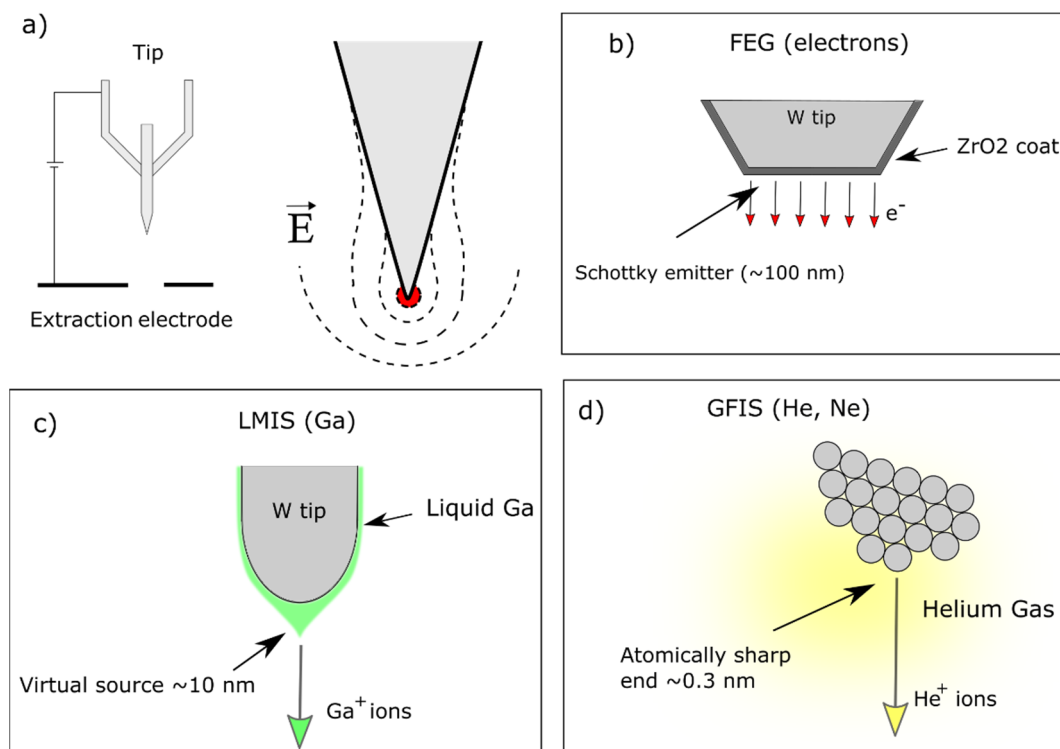 a)
Tip
E
Extraction electrode
b)
FEG (electrons)
W tip
ZrO2 coat
e-
Schottky emitter (~100 nm)
c)
LMIS (Ga)
W tip
Liquid Ga
Virtual source ~10 nm
Ga+ ions
d)
GFIS (He, Ne)
Helium Gas
Atomically sharp
end ~0.3 nm
He+ ions